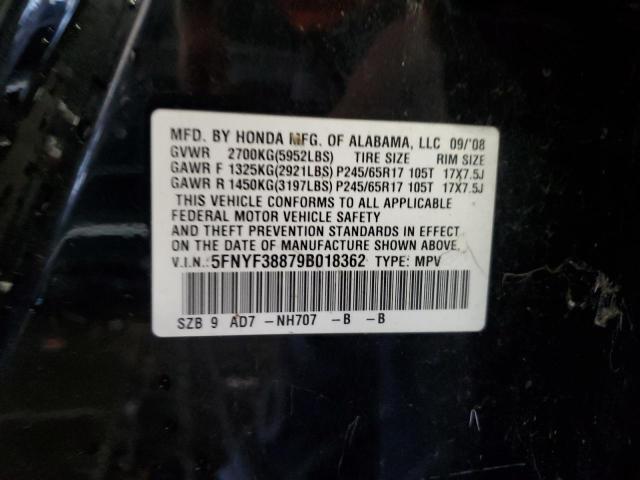 MFD. BY HONDA MFG. OF ALABAMA, LLC 09/'08
GVWR 2700KG(5952LBS) TIRE SIZE RIM SIZE
GAWR F 1325KG(2921LBS) P245/65R17 105T 17X7.5J
GAWR R 1450KG(3197LBS) P245/65R17 105T 17X7.5J
THIS VEHICLE CONFORMS TO ALL APPLICABLE
FEDERAL MOTOR VEHICLE SAFETY
AND THEFT PREVENTION STANDARDS IN EFFECT
ON THE DATE OF MANUFACTURE SHOWN ABOVE.
V.I.N.: 5FNYF38879B018362 TYPE: MPV
SZB 9 AD7 -NH707 -B -B